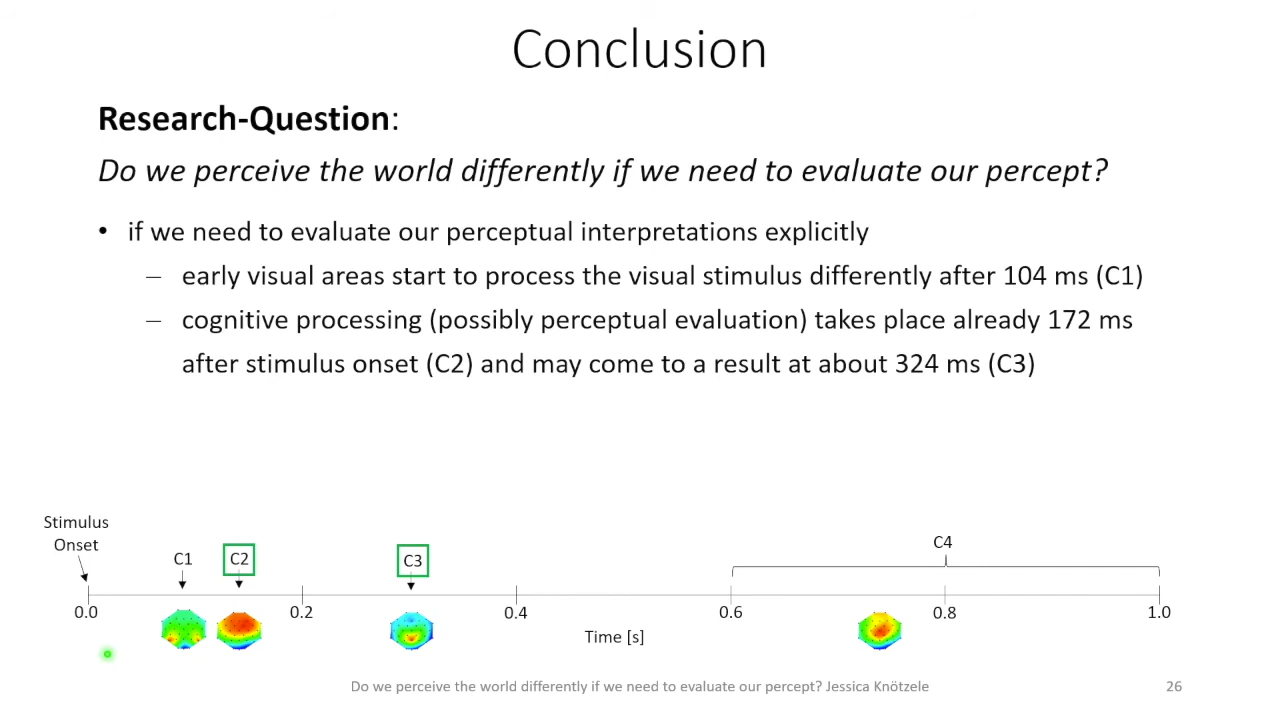 Conclusion
Research-Question:
Do we perceive the world differently if we need to evaluate our percept?
• if we need to evaluate our perceptual interpretations explicitly
– early visual areas start to process the visual stimulus differently after 104 ms (C1)
– cognitive processing (possibly perceptual evaluation) takes place already 172 ms
after stimulus onset (C2) and may come to a result at about 324 ms (C3)
Stimulus
Onset
C1
C2
C3
C4
0.0
0.2
0.4
0.6
0.8
1.0
Time [s]
Do we perceive the world differently if we need to evaluate our percept? Jessica Knötzele
26